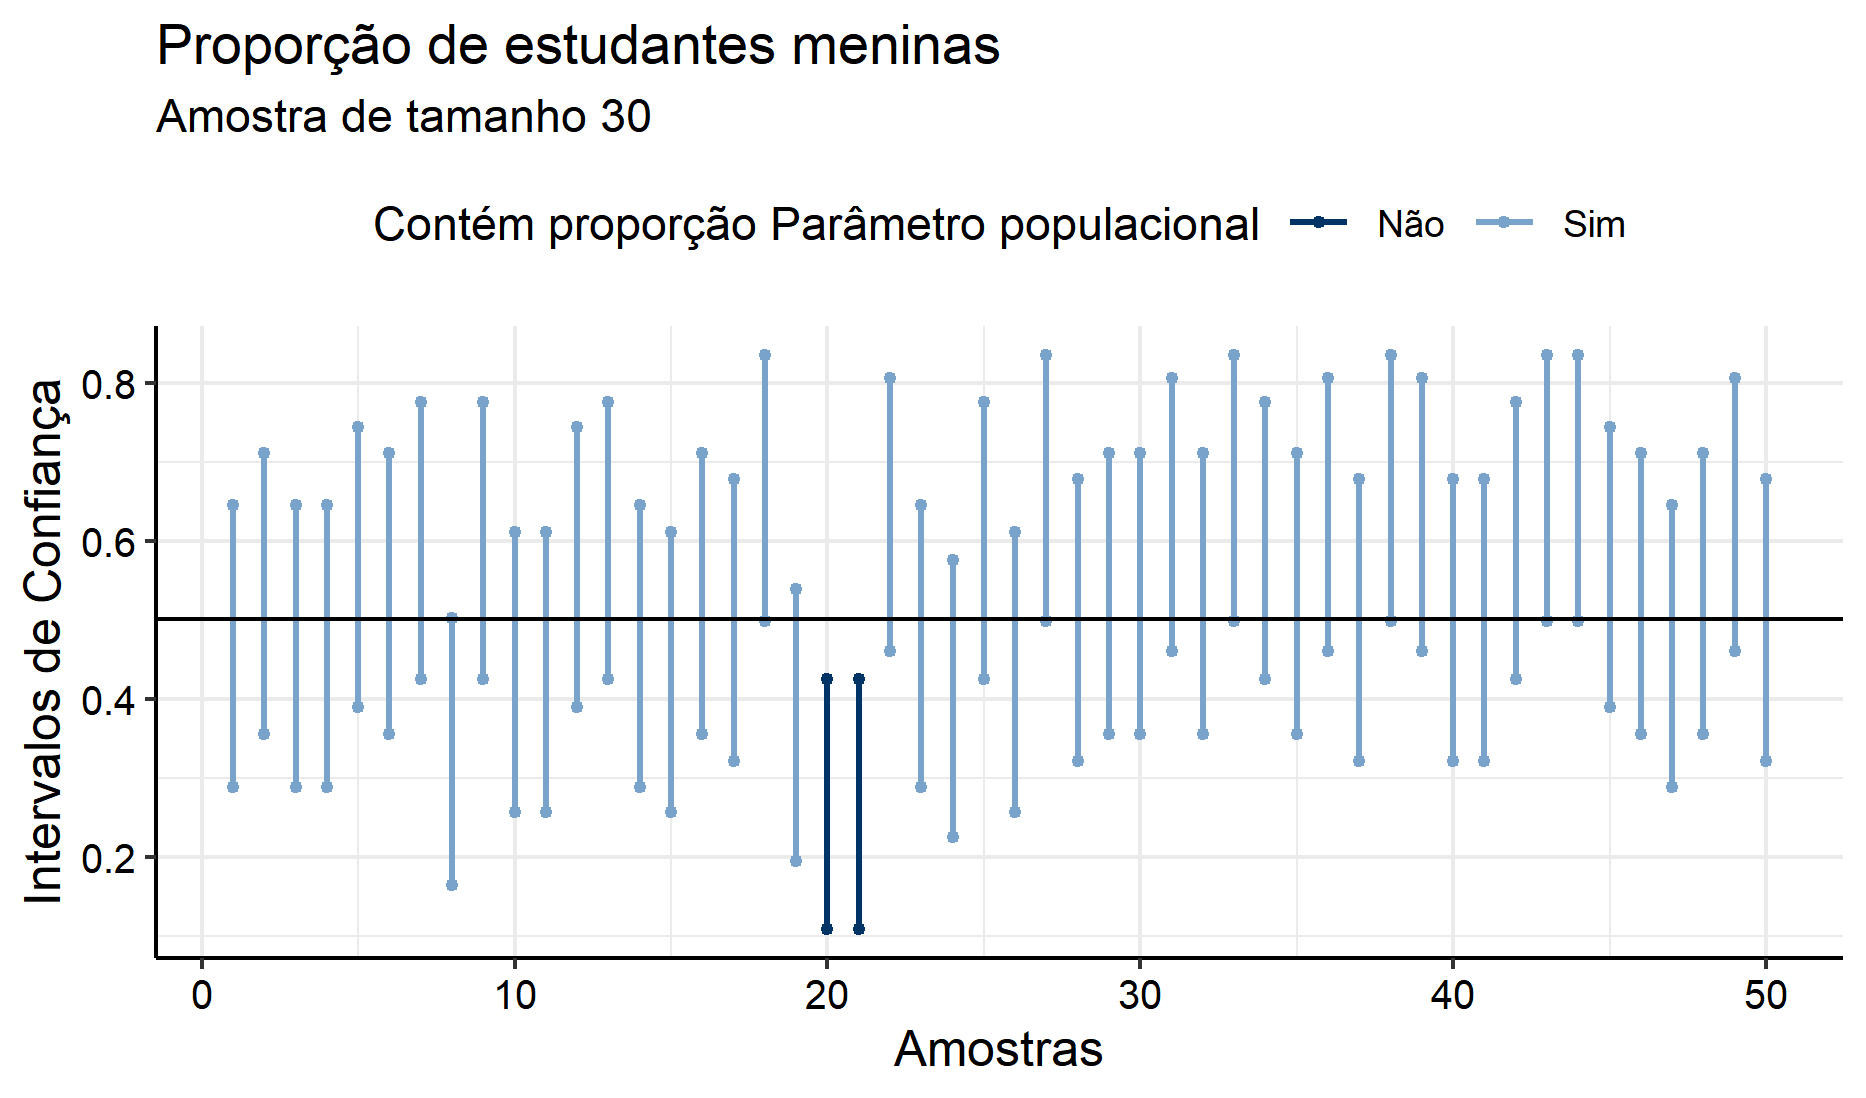 Proporção de estudantes meninas
Amostra de tamanho 30
Contém proporção Parâmetro populacional Não Sim
Intervalos de Confiança
0.8
0.6
0.4
0.2
0 10 20 30 40 50
Amostras